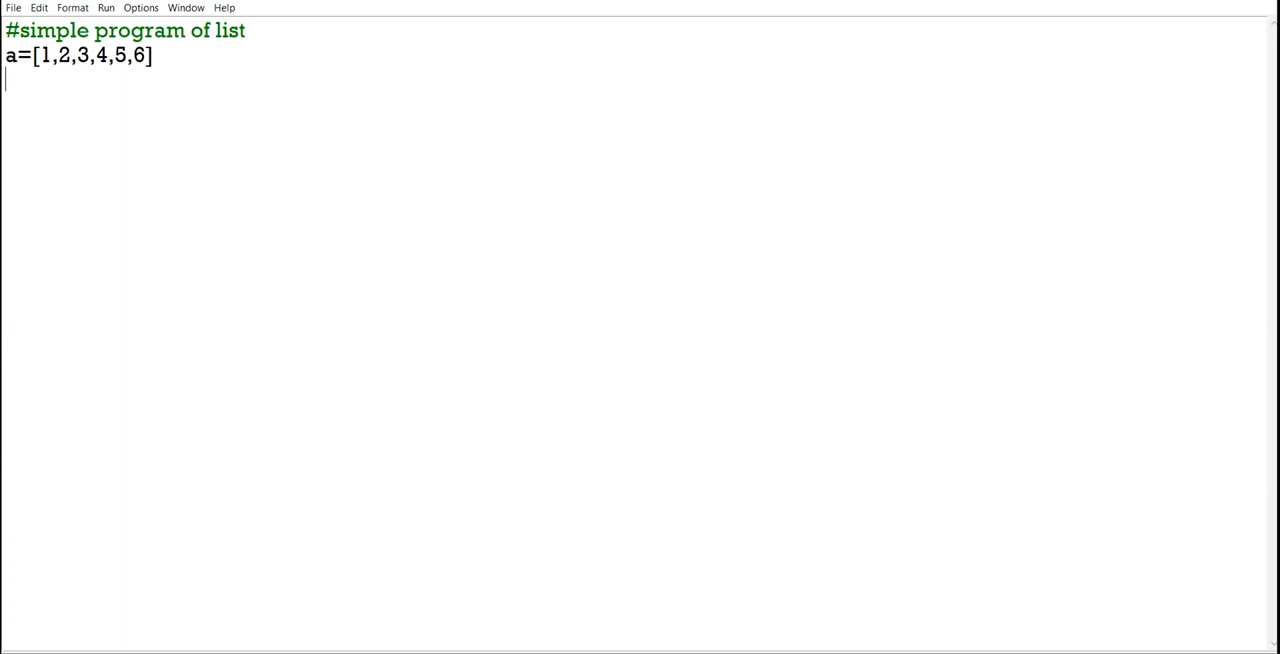 File Edit Format Run Options Window Help
#simple program of list
a=[1,2,3,4,5,6]